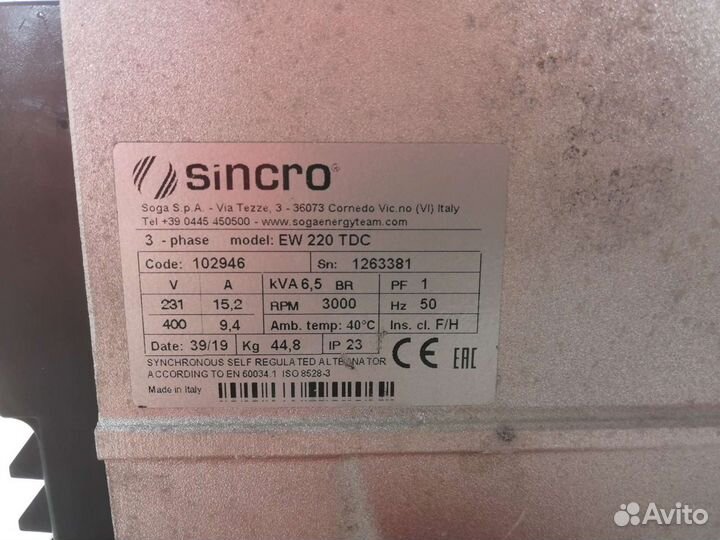 sincro®
Soga S.p.A. - Via Tezze, 3 - 36073 Cornedo Vic.no (VI) Italy
Tel +39 0445 450500 - www.sogaenergyteam.com
3 - phase model: EW 220 TDC
Code: 102946 Sn: 1263381
V A kVA 6,5 BR PF 1
231 15,2 RPM 3000 Hz 50
400 9,4 Amb. temp: 40°C Ins. cl. F/H
Date: 39/19 Kg 44,8 IP 23
SYNCHRONOUS SELF REGULATED ALTERNATOR
ACCORDING TO EN 60034.1 ISO 8528-3
CE EAC
Made in Italy
Avito